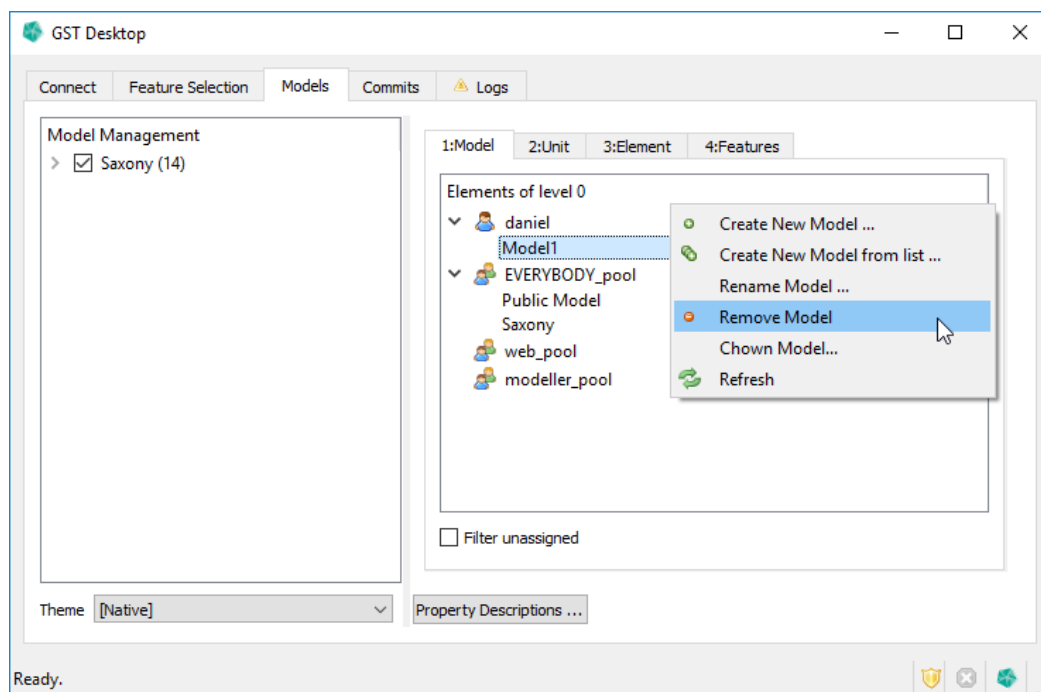 GST Desktop
Connect Feature Selection Models Commits Logs
Model Management
Saxony (14)
1:Model 2:Unit 3:Element 4:Features
Elements of level 0
daniel
Model1
EVERYBODY_pool
Public Model
Saxony
web_pool
modeller_pool
Create New Model ...
Create New Model from list ...
Rename Model ...
Remove Model
Chown Model...
Refresh
Filter unassigned
Theme [Native]
Property Descriptions ...
Ready.